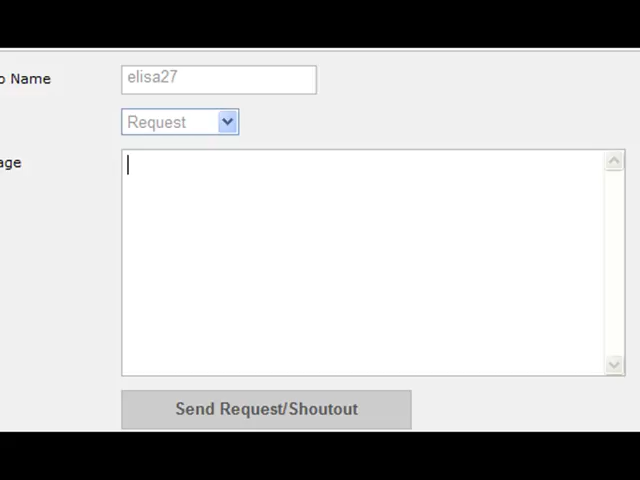 o Name
elisa27
Request
age
Send Request/Shoutout